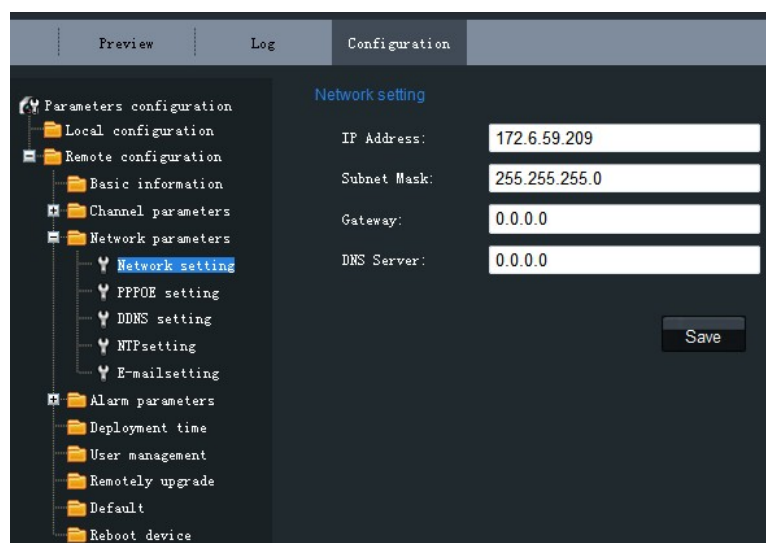 Preview Log Configuration
Parameters configuration
Local configuration
Remote configuration
Basic information
Channel parameters
Network parameters
Network setting
PPPOE setting
DDNS setting
NTPsetting
E-mailsetting
Alarm parameters
Deployment time
User management
Remotely upgrade
Default
Reboot device
Network setting
IP Address: 172.6.59.209
Subnet Mask: 255.255.255.0
Gateway: 0.0.0.0
DNS Server: 0.0.0.0
Save